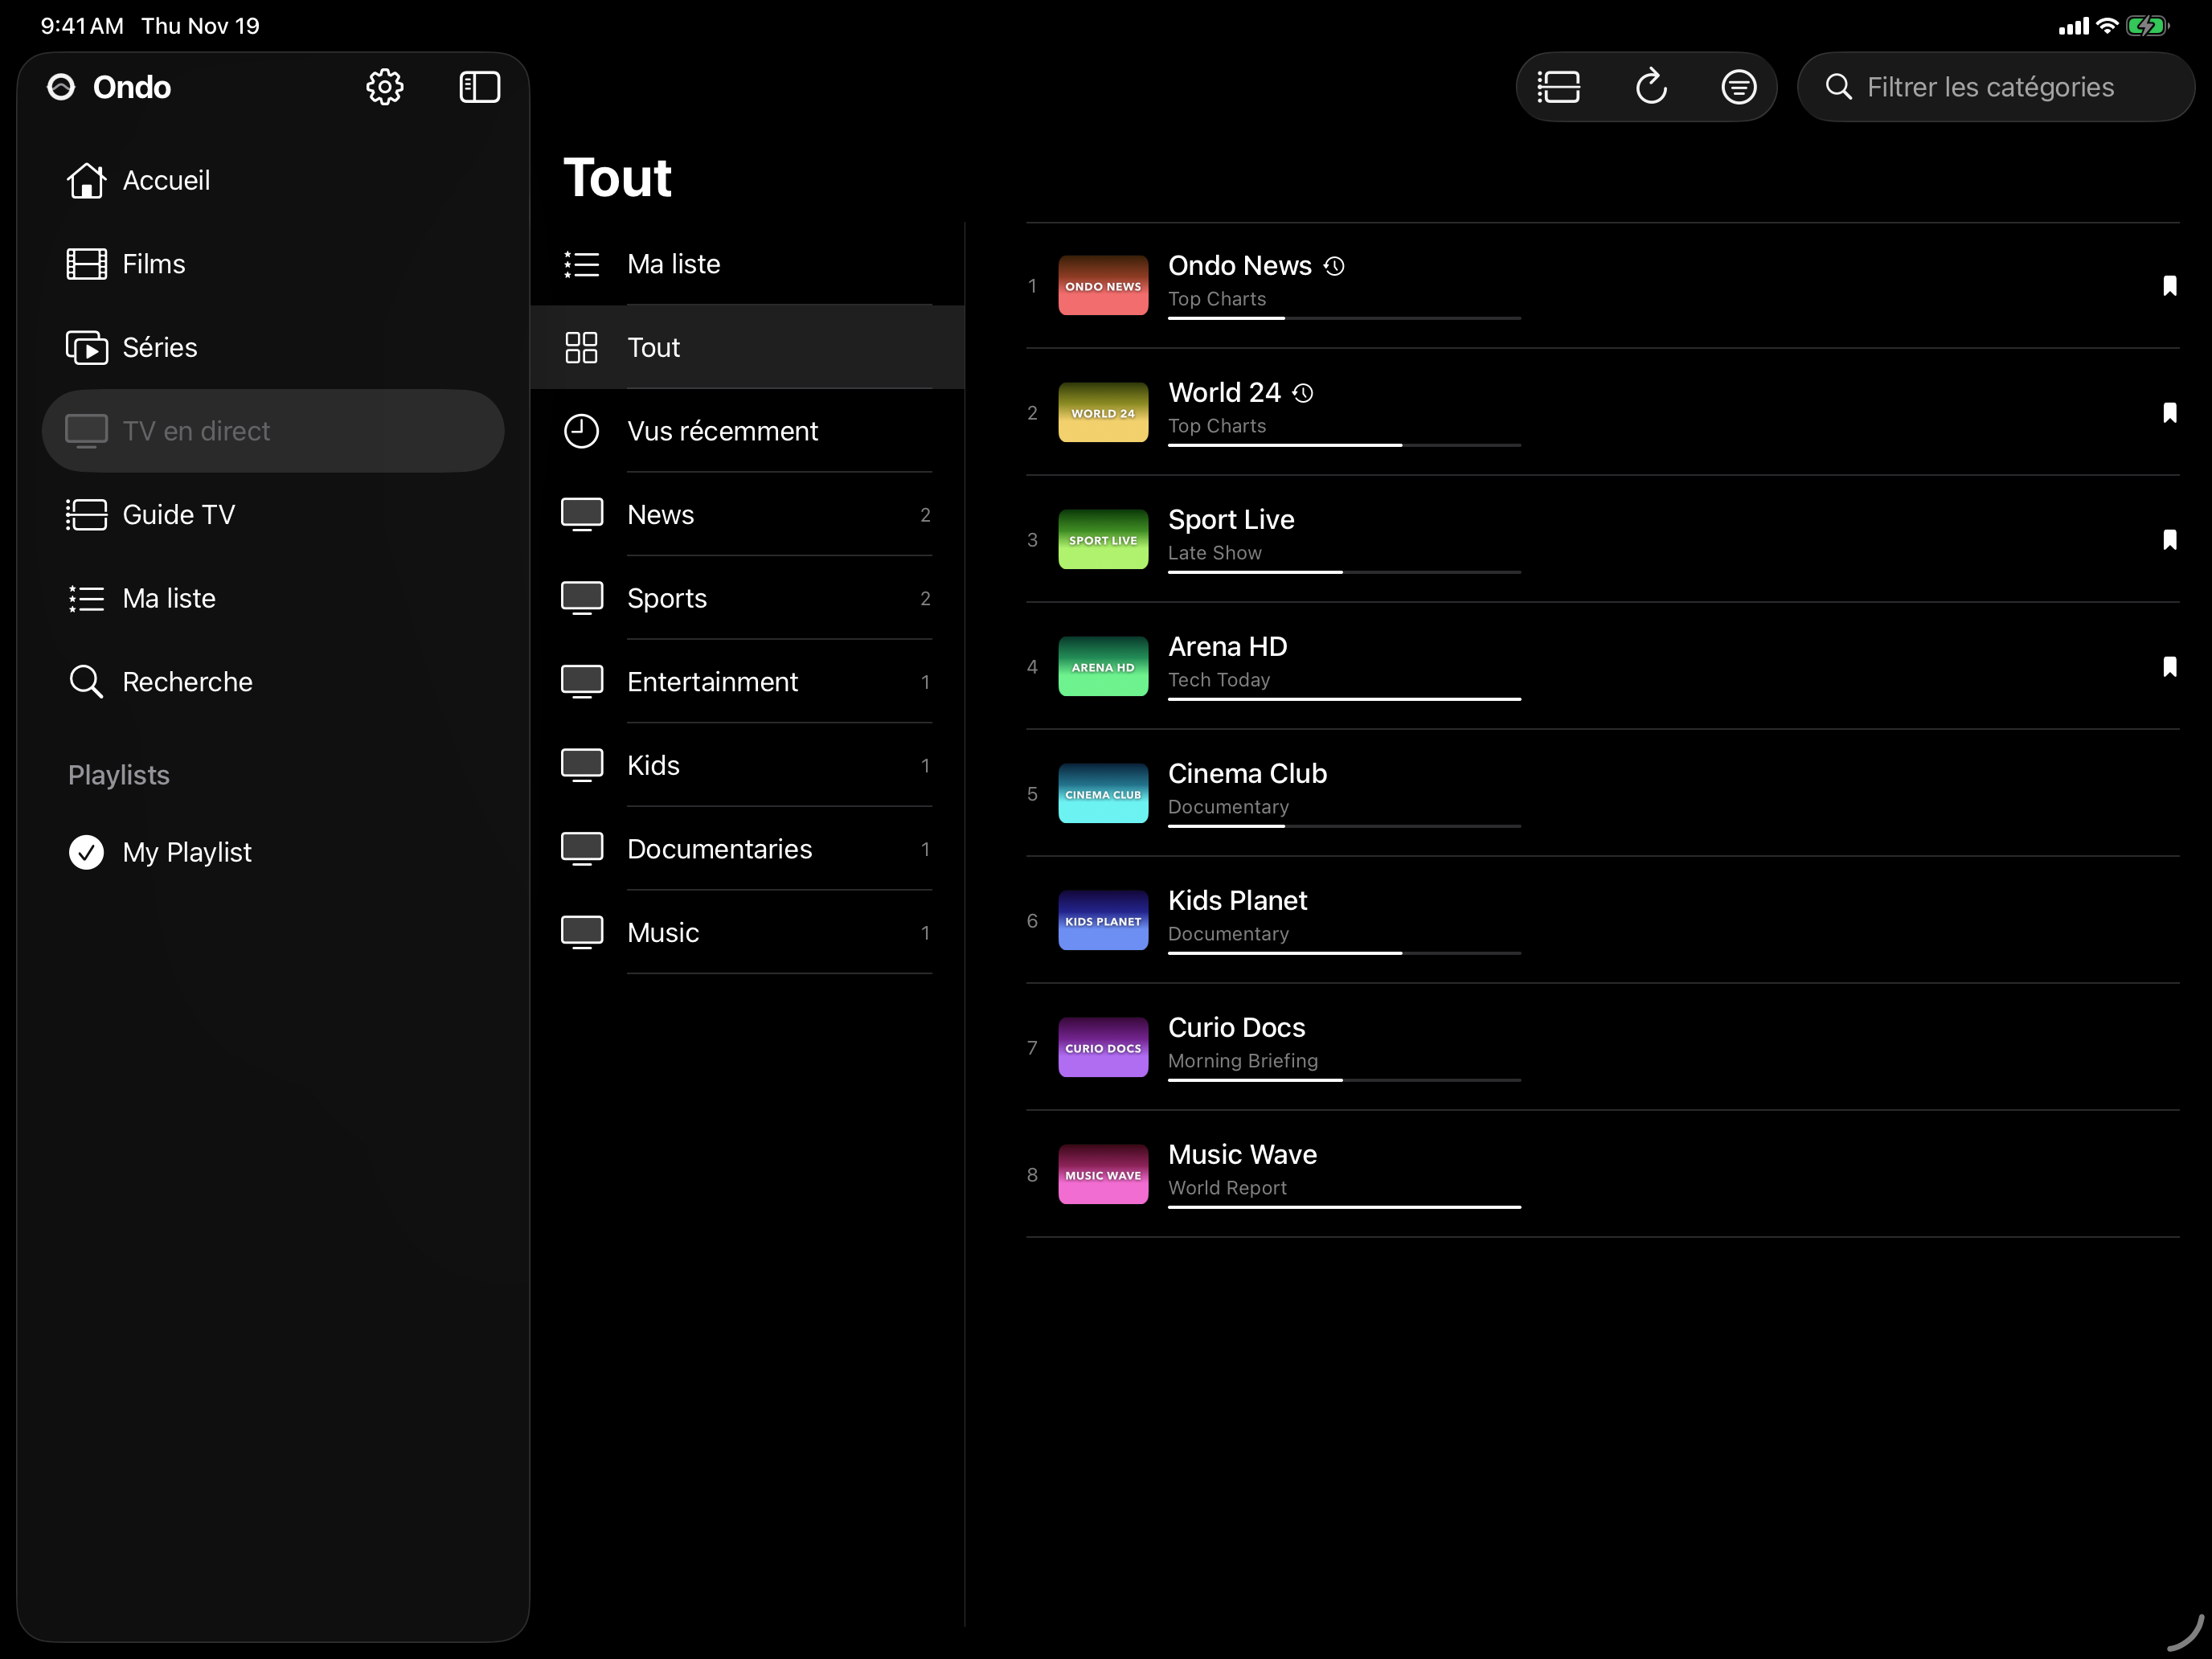 9:41 AM Thu Nov 19
Ondo
Filtrer les catégories
Accueil
Films
Séries
TV en direct
Guide TV
Ma liste
Recherche
Playlists
My Playlist
Tout
Ma liste
Tout
Vus récemment
News 2
Sports 2
Entertainment 1
Kids 1
Documentaries 1
Music 1
1 ONDO NEWS Ondo News
Top Charts
2 WORLD 24 World 24
Top Charts
3 SPORT LIVE Sport Live
Late Show
4 ARENA HD Arena HD
Tech Today
5 CINEMA CLUB Cinema Club
Documentary
6 KIDS PLANET Kids Planet
Documentary
7 CURIO DOCS Curio Docs
Morning Briefing
8 MUSIC WAVE Music Wave
World Report